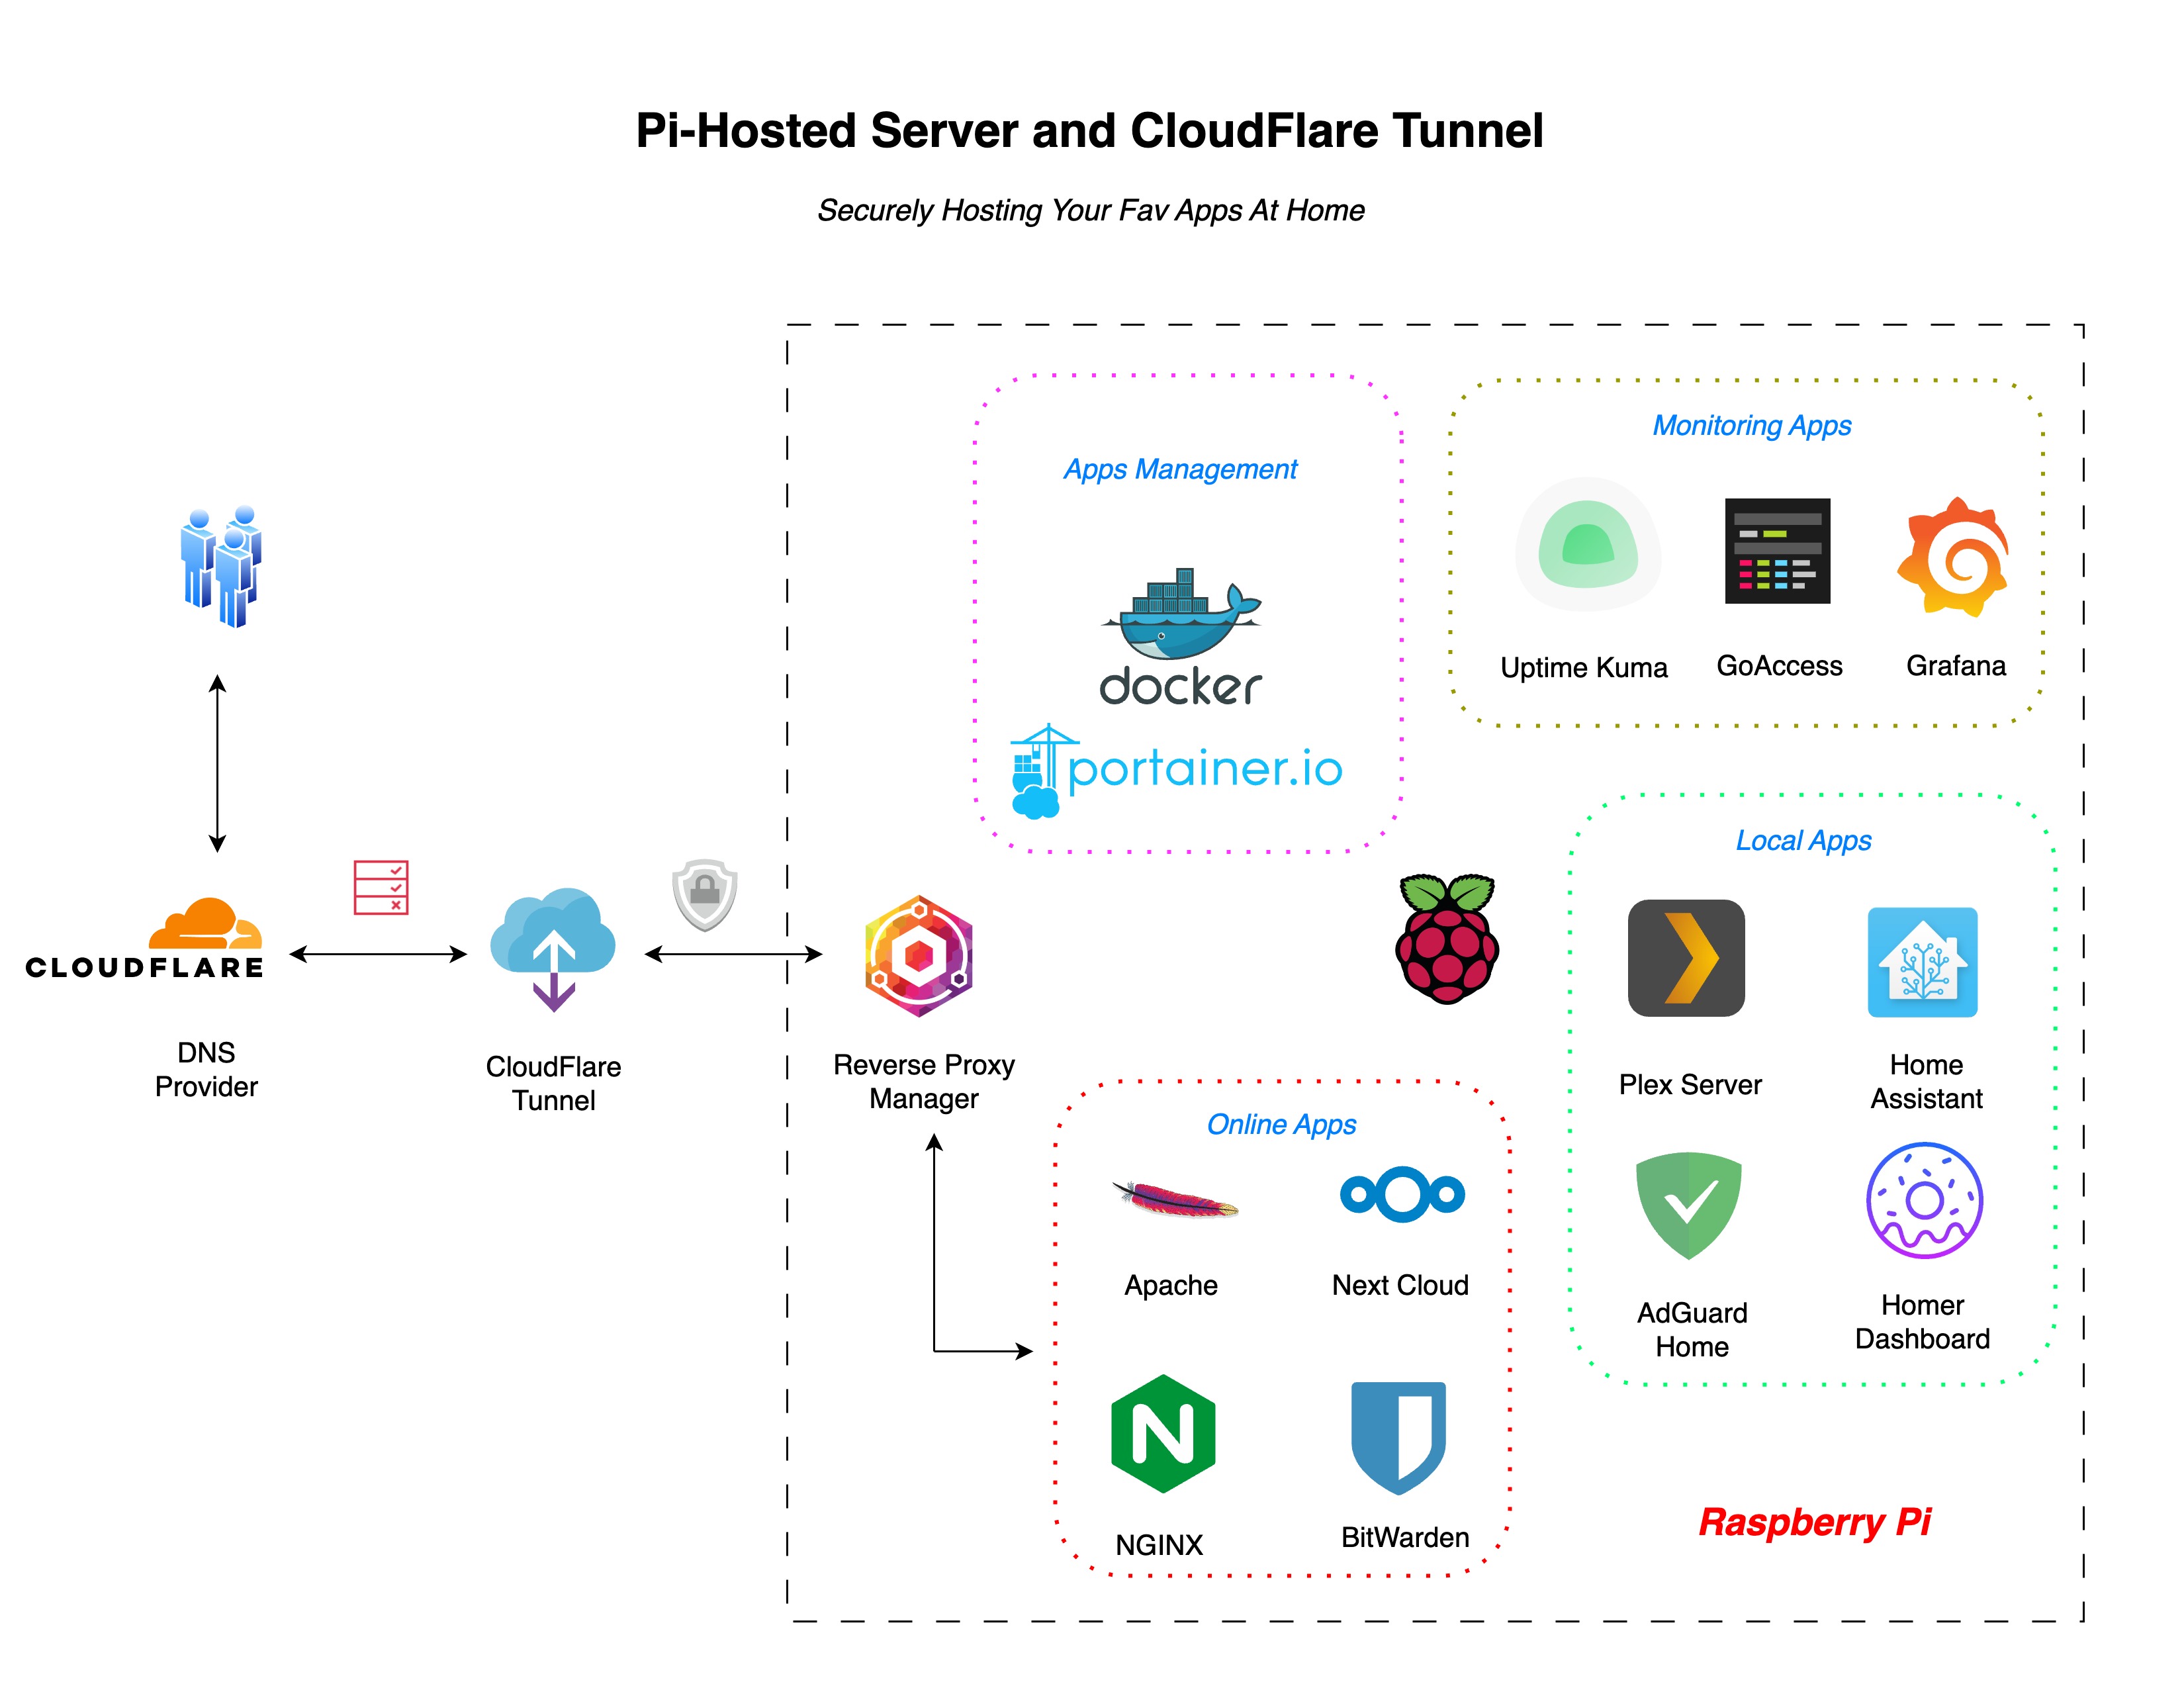 Pi-Hosted Server and CloudFlare Tunnel
Securely Hosting Your Fav Apps At Home
Apps Management
docker
portainer.io
Monitoring Apps
Uptime Kuma
GoAccess
Grafana
CLOUDFLARE
DNS
Provider
CloudFlare
Tunnel
Reverse Proxy
Manager
Local Apps
Plex Server
Home
Assistant
AdGuard
Home
Homer
Dashboard
Online Apps
Apache
Next Cloud
N
NGINX
BitWarden
Raspberry Pi